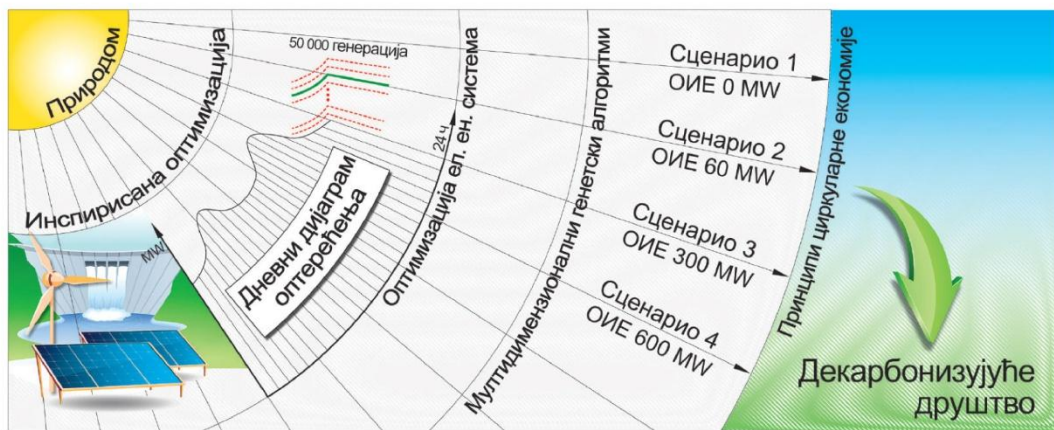 Природом
Инспирисана оптимизација
50 000 генерација
24 ч
MW
Дневни дијаграм
оптерећења
Оптимизација ел. ен. система
Мултидимензионални генетски алгоритми
Сценарио 1
ОИЕ 0 MW
Сценарио 2
ОИЕ 60 MW
Сценарио 3
ОИЕ 300 MW
Сценарио 4
ОИЕ 600 MW
Принципи циркуларне економије
Декарбонизујуће
друштво